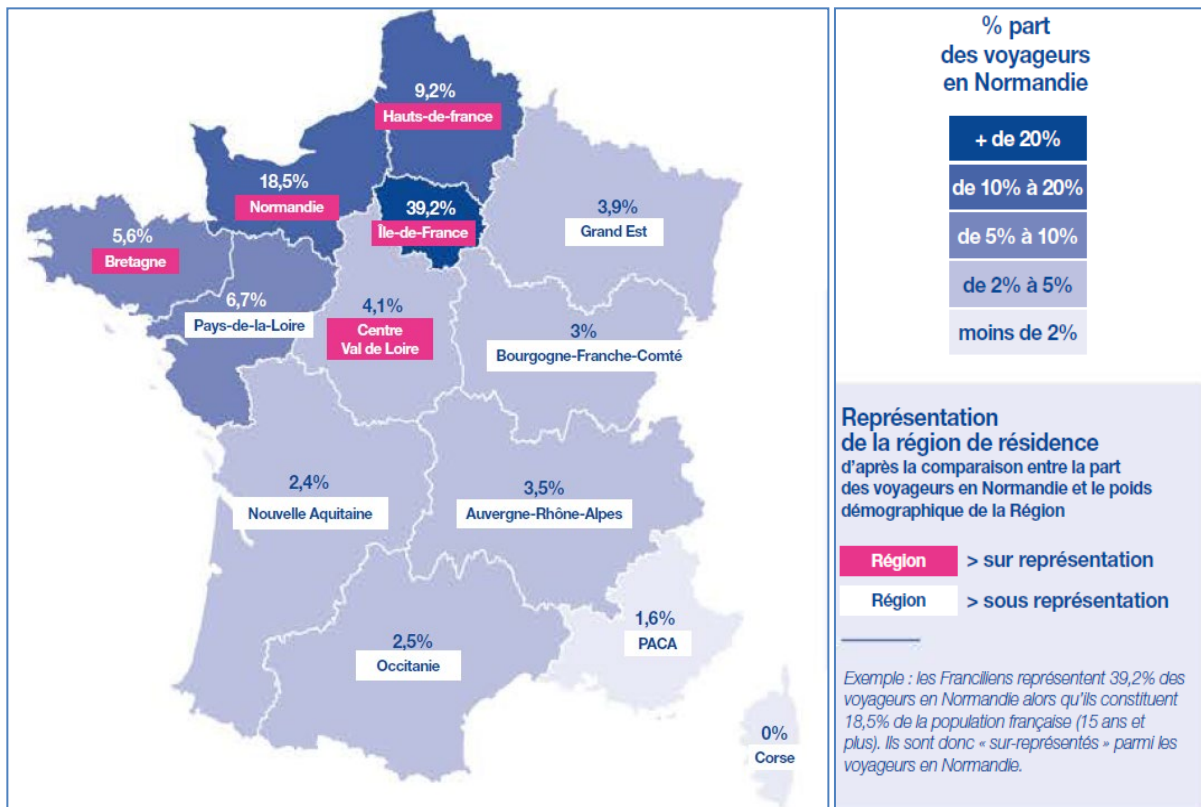 9,2%
Hauts-de-france
18,5%
Normandie
39,2%
Île-de-France
3,9%
Grand Est
5,6%
Bretagne
6,7%
Pays-de-la-Loire
4,1%
Centre
Val de Loire
3%
Bourgogne-Franche-Comté
2,4%
Nouvelle Aquitaine
3,5%
Auvergne-Rhône-Alpes
2,5%
Occitanie
1,6%
PACA
0%
Corse
% part
des voyageurs
en Normandie
+ de 20%
de 10% à 20%
de 5% à 10%
de 2% à 5%
moins de 2%
Représentation
de la région de résidence
d'après la comparaison entre la part
des voyageurs en Normandie et le poids
démographique de la Région
Région > sur représentation
Région > sous représentation
Exemple : les Franciliens représentent 39,2% des
voyageurs en Normandie alors qu'ils constituent
18,5% de la population française (15 ans et
plus). Ils sont donc « sur-représentés » parmi les
voyageurs en Normandie.